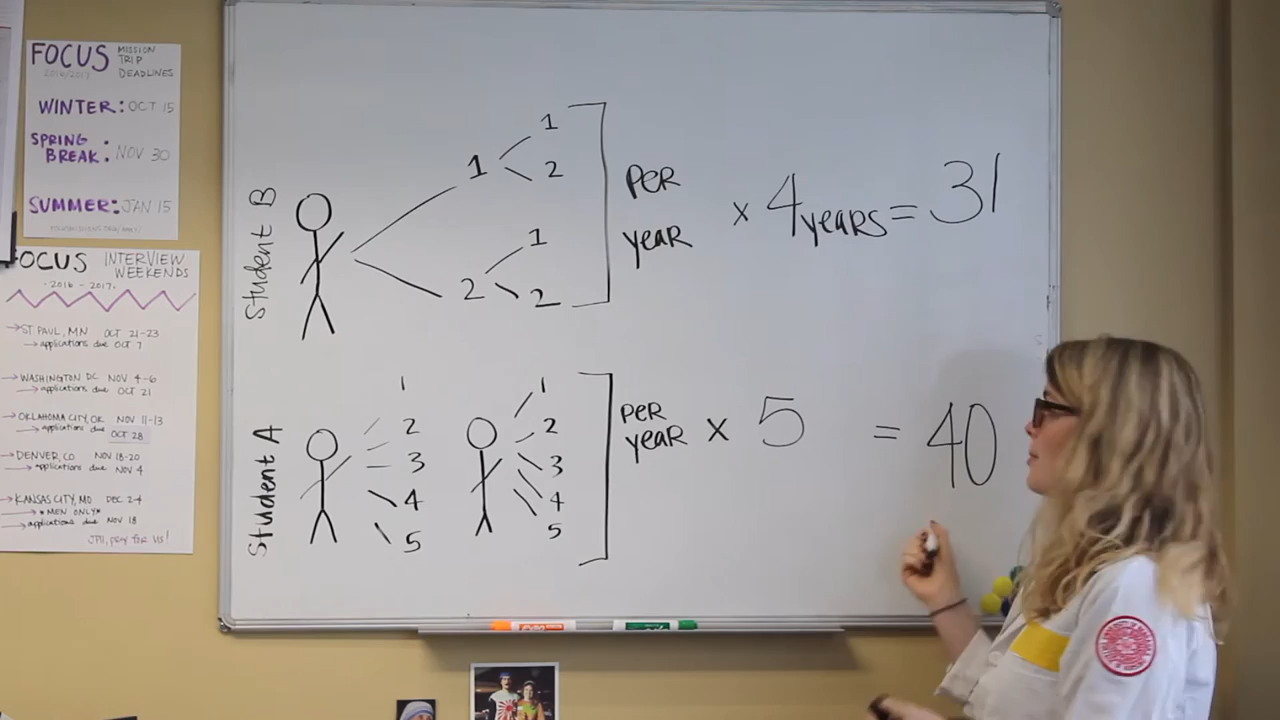 FOCUS
MISSION
TRIP
DEADLINES
2016/2017
WINTER: OCT 15
SPRING
BREAK: NOV 30
SUMMER: JAN 15
FOCUS INTERVIEW
WEEKENDS
2016 - 2017
→ ST. PAUL, MN OCT 21-23
→ applications due OCT 7
→ WASHINGTON DC NOV 4-6
→ applications due OCT 21
→ OKLAHOMA CITY, OK NOV 11-13
→ applications due OCT 28
→ DENVER, CO NOV 18-20
→ applications due NOV 4
→ KANSAS CITY, MO DEC 2-4
→ *MEN ONLY*
→ applications due NOV 18
JPII, pray for us!
Student B
1
1
2
2
1
2
PER
YEAR
x 4 YEARS = 31
Student A
1
2
3
4
5
1
2
3
4
5
PER
YEAR x 5 = 40